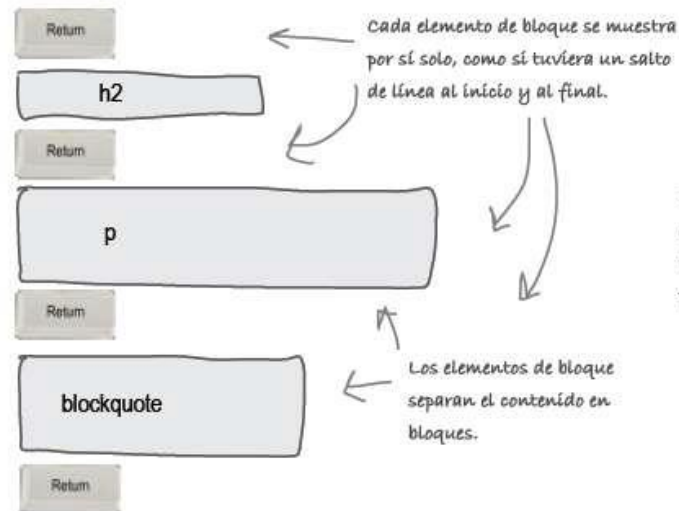 Return
Cada elemento de bloque se muestra
por sí solo, como si tuviera un salto
de línea al inicio y al final.
h2
Return
p
Return
Los elementos de bloque
separan el contenido en
bloques.
blockquote
Return